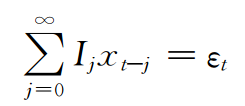 ∑_{j=0}^{∞} I_j x_{t−j} = ε_t